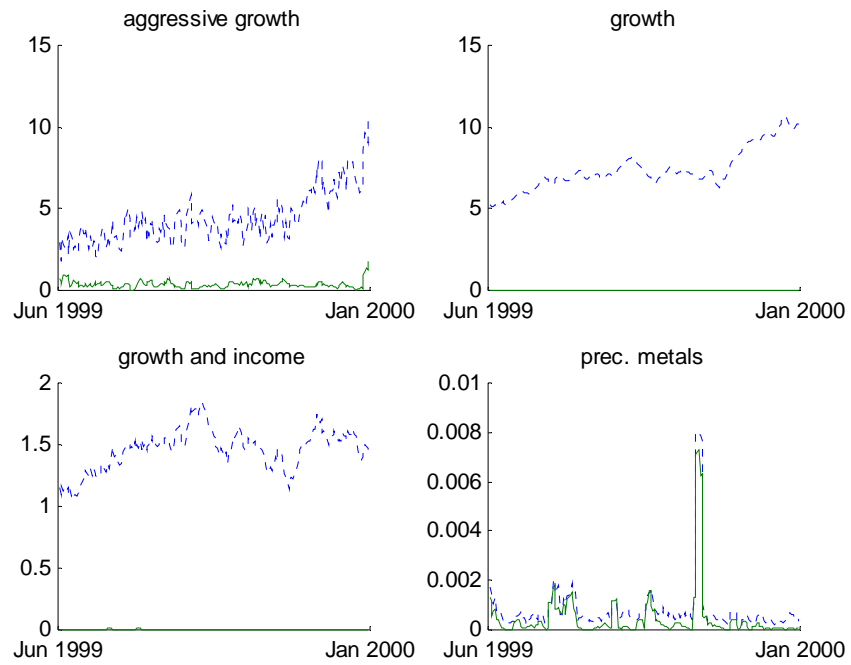 aggressive growth
15
10
5
0
Jun 1999
Jan 2000
growth
15
10
5
0
Jun 1999
Jan 2000
growth and income
2
1.5
1
0.5
0
Jun 1999
Jan 2000
prec. metals
0.01
0.008
0.006
0.004
0.002
0
Jun 1999
Jan 2000